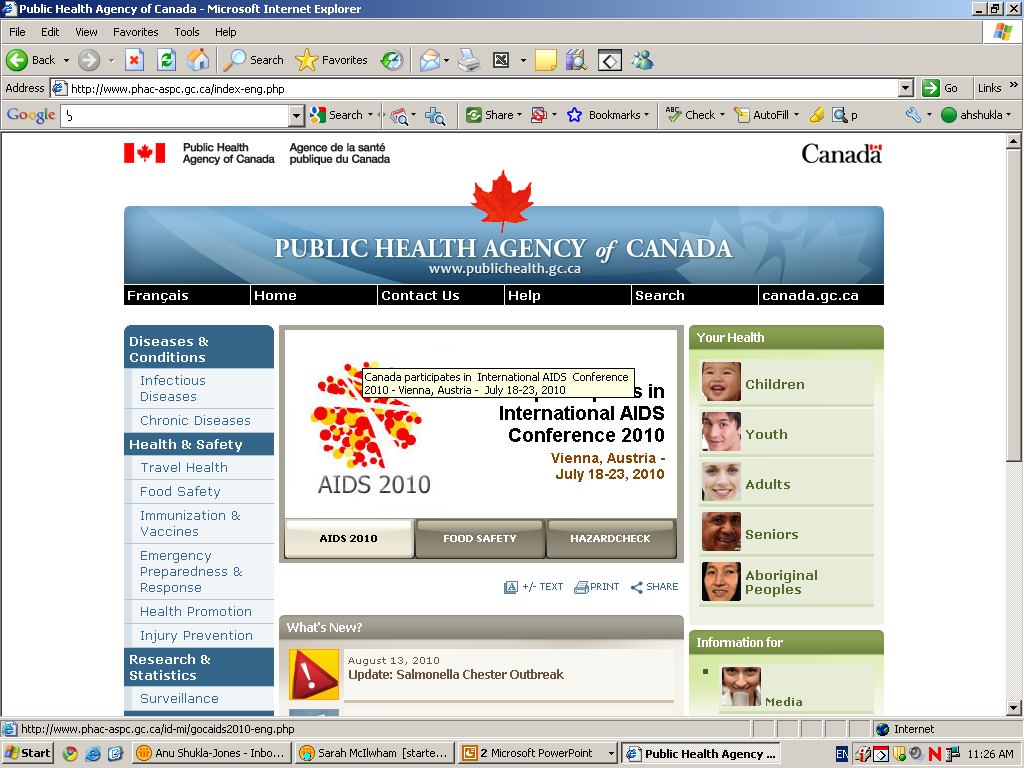 Public Health Agency of Canada - Microsoft Internet Explorer
File Edit View Favorites Tools Help
Back Search Favorites
Address http://www.phac-aspc.gc.ca/index-eng.php Go Links »
Google Search Share Bookmarks Check AutoFill p ahshukla
Public Health
Agency of Canada
Agence de la santé
publique du Canada
Canada
PUBLIC HEALTH AGENCY of CANADA
www.publichealth.gc.ca
Français Home Contact Us Help Search canada.gc.ca
Diseases &
Conditions
Infectious
Diseases
Chronic Diseases
Health & Safety
Travel Health
Food Safety
Immunization &
Vaccines
Emergency
Preparedness &
Response
Health Promotion
Injury Prevention
Research &
Statistics
Surveillance
Canada participates in International AIDS Conference
2010 - Vienna, Austria - July 18-23, 2010
in
International AIDS
Conference 2010
Vienna, Austria -
July 18-23, 2010
AIDS 2010
AIDS 2010 FOOD SAFETY HAZARDCHECK
A +/- TEXT PRINT SHARE
What's New?
August 13, 2010
Update: Salmonella Chester Outbreak
Your Health
Children
Youth
Adults
Seniors
Aboriginal
Peoples
Information for
Media
http://www.phac-aspc.gc.ca/id-mi/gocaids2010-eng.php Internet
Start Anu Shukla-Jones - Inbo... Sarah McIlwham [starte... 2 Microsoft PowerPoint Public Health Agency ... EN 11:26 AM